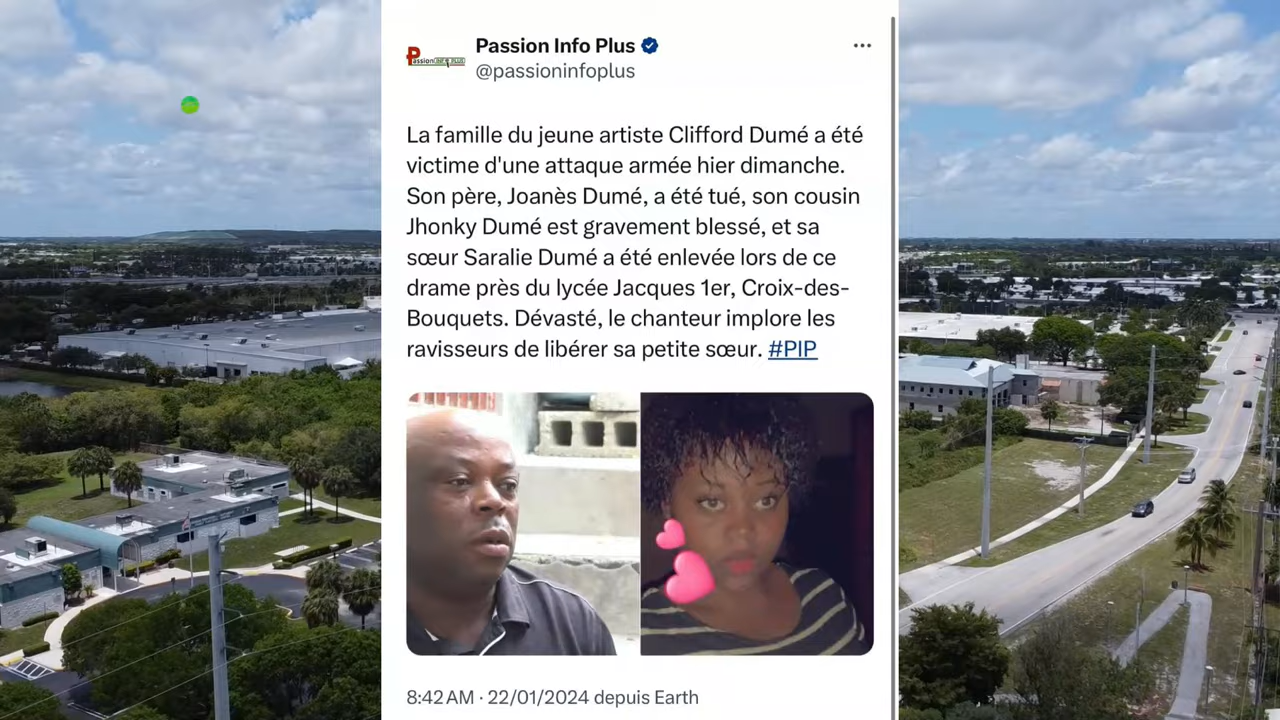 Passion Info Plus
@passioninfoplus
Passion INFO PLUS
La famille du jeune artiste Clifford Dumé a été
victime d'une attaque armée hier dimanche.
Son père, Joanès Dumé, a été tué, son cousin
Jhonky Dumé est gravement blessé, et sa
sœur Saralie Dumé a été enlevée lors de ce
drame près du lycée Jacques 1er, Croix-des-
Bouquets. Dévasté, le chanteur implore les
ravisseurs de libérer sa petite sœur. #PIP
8:42 AM · 22/01/2024 depuis Earth